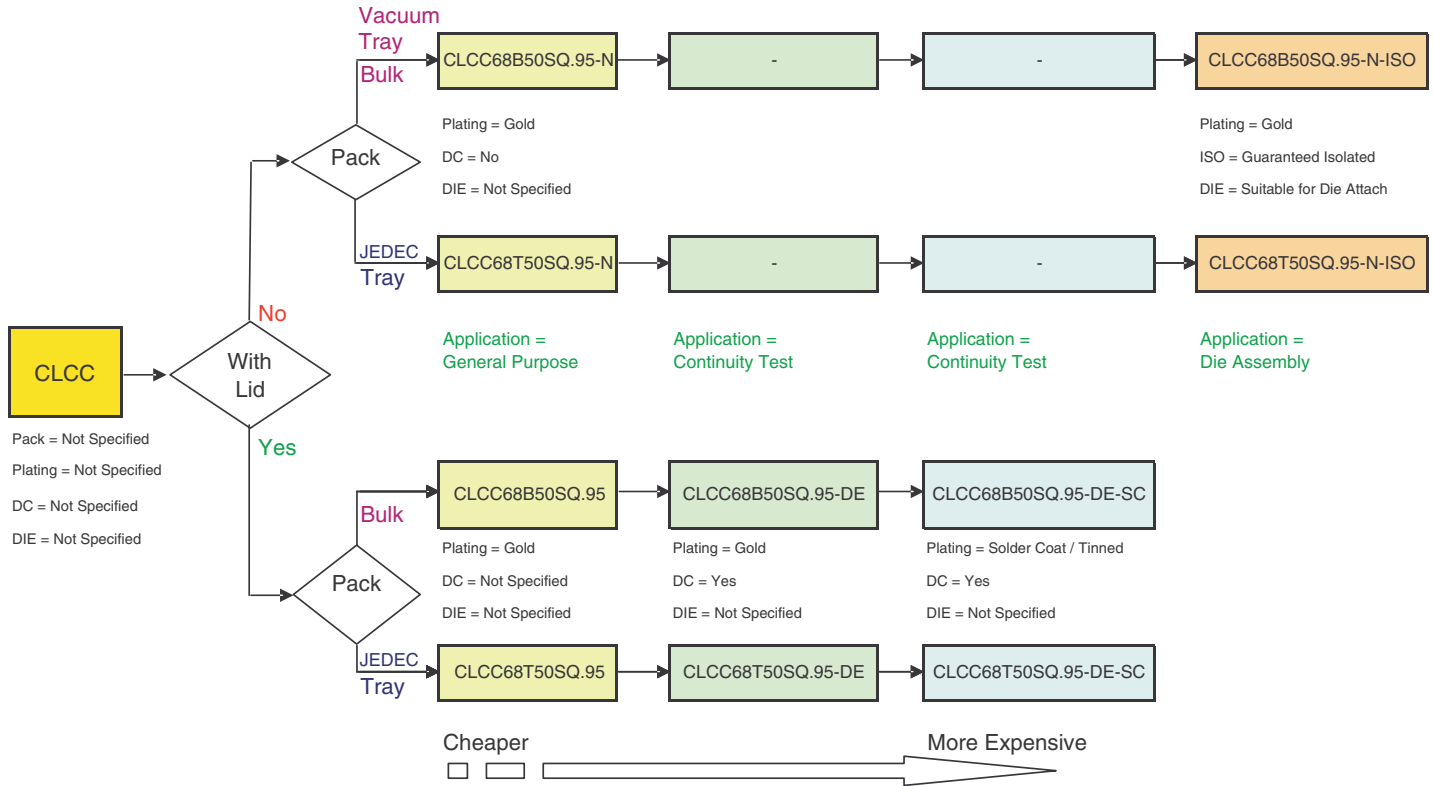 Vacuum
Tray
Bulk
CLCC68B50SQ.95-N
-
-
CLCC68B50SQ.95-N-ISO
Plating = Gold
DC = No
DIE = Not Specified
Plating = Gold
ISO = Guaranteed Isolated
DIE = Suitable for Die Attach
Pack
JEDEC
Tray
CLCC68T50SQ.95-N
-
-
CLCC68T50SQ.95-N-ISO
No
Application =
General Purpose
Application =
Continuity Test
Application =
Continuity Test
Application =
Die Assembly
CLCC
With
Lid
Pack = Not Specified
Plating = Not Specified
DC = Not Specified
DIE = Not Specified
Yes
Bulk
CLCC68B50SQ.95
CLCC68B50SQ.95-DE
CLCC68B50SQ.95-DE-SC
Plating = Gold
DC = Not Specified
DIE = Not Specified
Plating = Gold
DC = Yes
DIE = Not Specified
Plating = Solder Coat / Tinned
DC = Yes
DIE = Not Specified
Pack
JEDEC
Tray
CLCC68T50SQ.95
CLCC68T50SQ.95-DE
CLCC68T50SQ.95-DE-SC
Cheaper
More Expensive